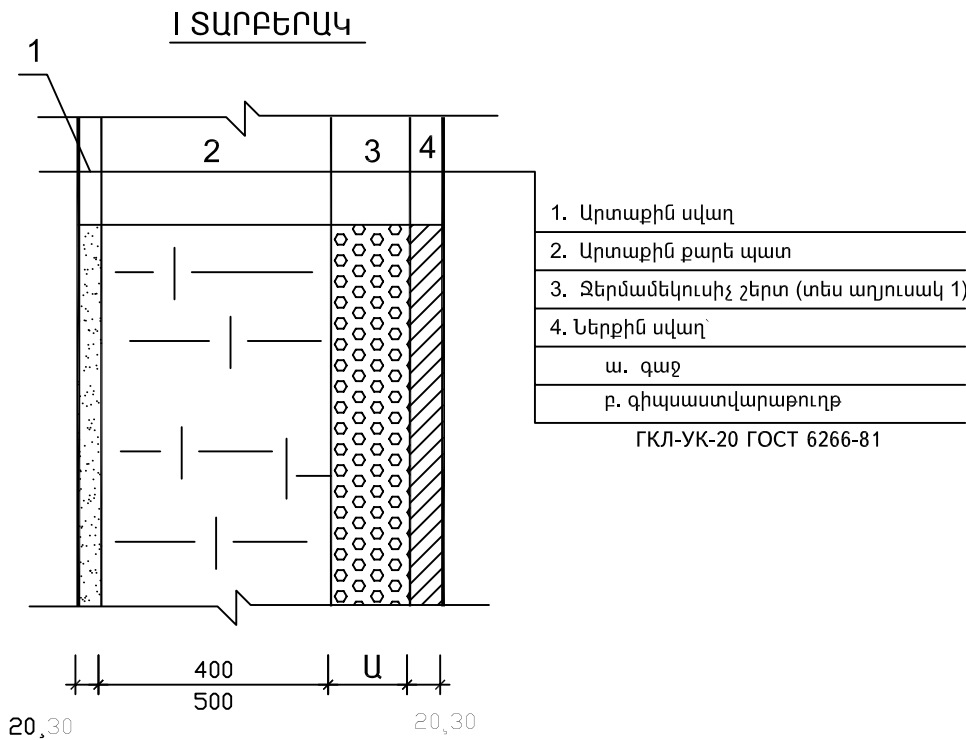 I ՏԱՐԲԵՐԱԿ
1
2 3 4
1. Արտաքին սվաղ
2. Արտաքին քարե պատ
3. Ջերմամեկուսիչ շերտ (տես աղյուսակ 1)
4. Ներքին սվաղ՝
ա. գաջ
բ. գիպսաստվարաթուղթ
ГКЛ-УК-20 ГОСТ 6266-81
400 Ա
500
20,30 20,30